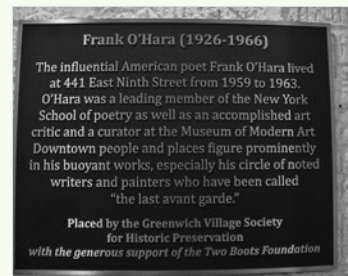 Frank O'Hara (1926-1966)
The influential American poet Frank O'Hara lived
at 441 East Ninth Street from 1959 to 1963.
O'Hara was a leading member of the New York
School of poetry as well as an accomplished art
critic and a curator at the Museum of Modern Art
Downtown people and places figure prominently
in his buoyant works, especially his circle of noted
writers and painters who have been called
"the last avant garde."
Placed by the Greenwich Village Society
for Historic Preservation
with the generous support of the Two Boots Foundation